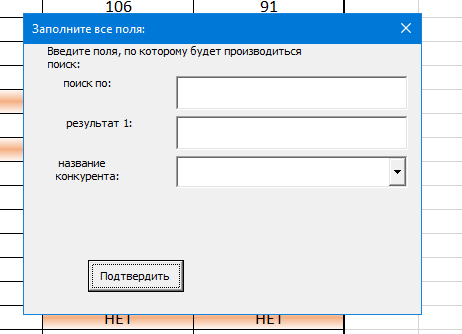 106 91
Заполните все поля:
Введите поля, по которому будет производиться
поиск:
поиск по:
результат 1:
название
конкурента:
Подтвердить
НЕТ НЕТ